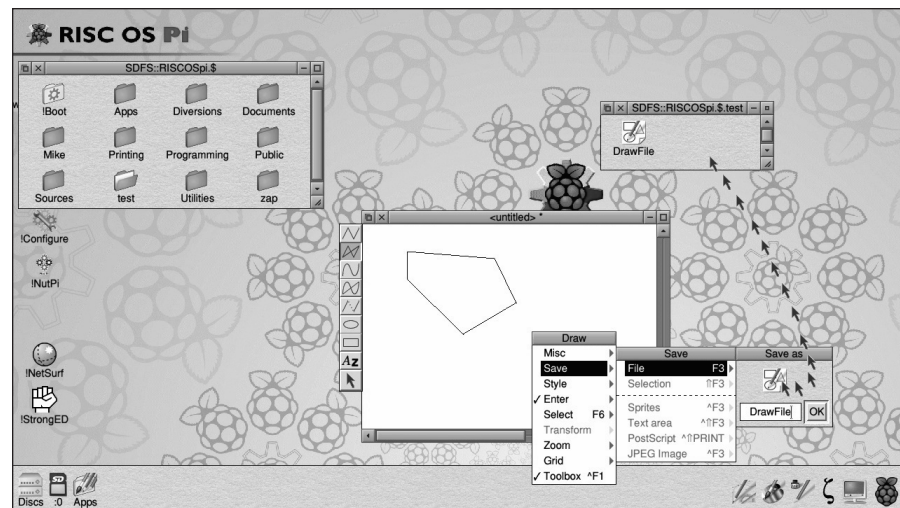 RISC OS Pi
SDFS::RISCOSpi.$
!Boot Apps Diversions Documents
Mike Printing Programming Public
Sources test Utilities zap
SDFS::RISCOSpi.$.test
DrawFile
!Configure
!NutPi
!NetSurf
!StrongED
<untitled> *
Az
Draw
Misc
Save
Style
✓ Enter
Select F6
Transform
Zoom
Grid
✓ Toolbox ^F1
Save
File F3
Selection ⇧F3
Sprites ^F3
Text area ^⇧F3
PostScript ^⇧PRINT
JPEG Image ^F3
Save as
DrawFile OK
Discs :0 Apps